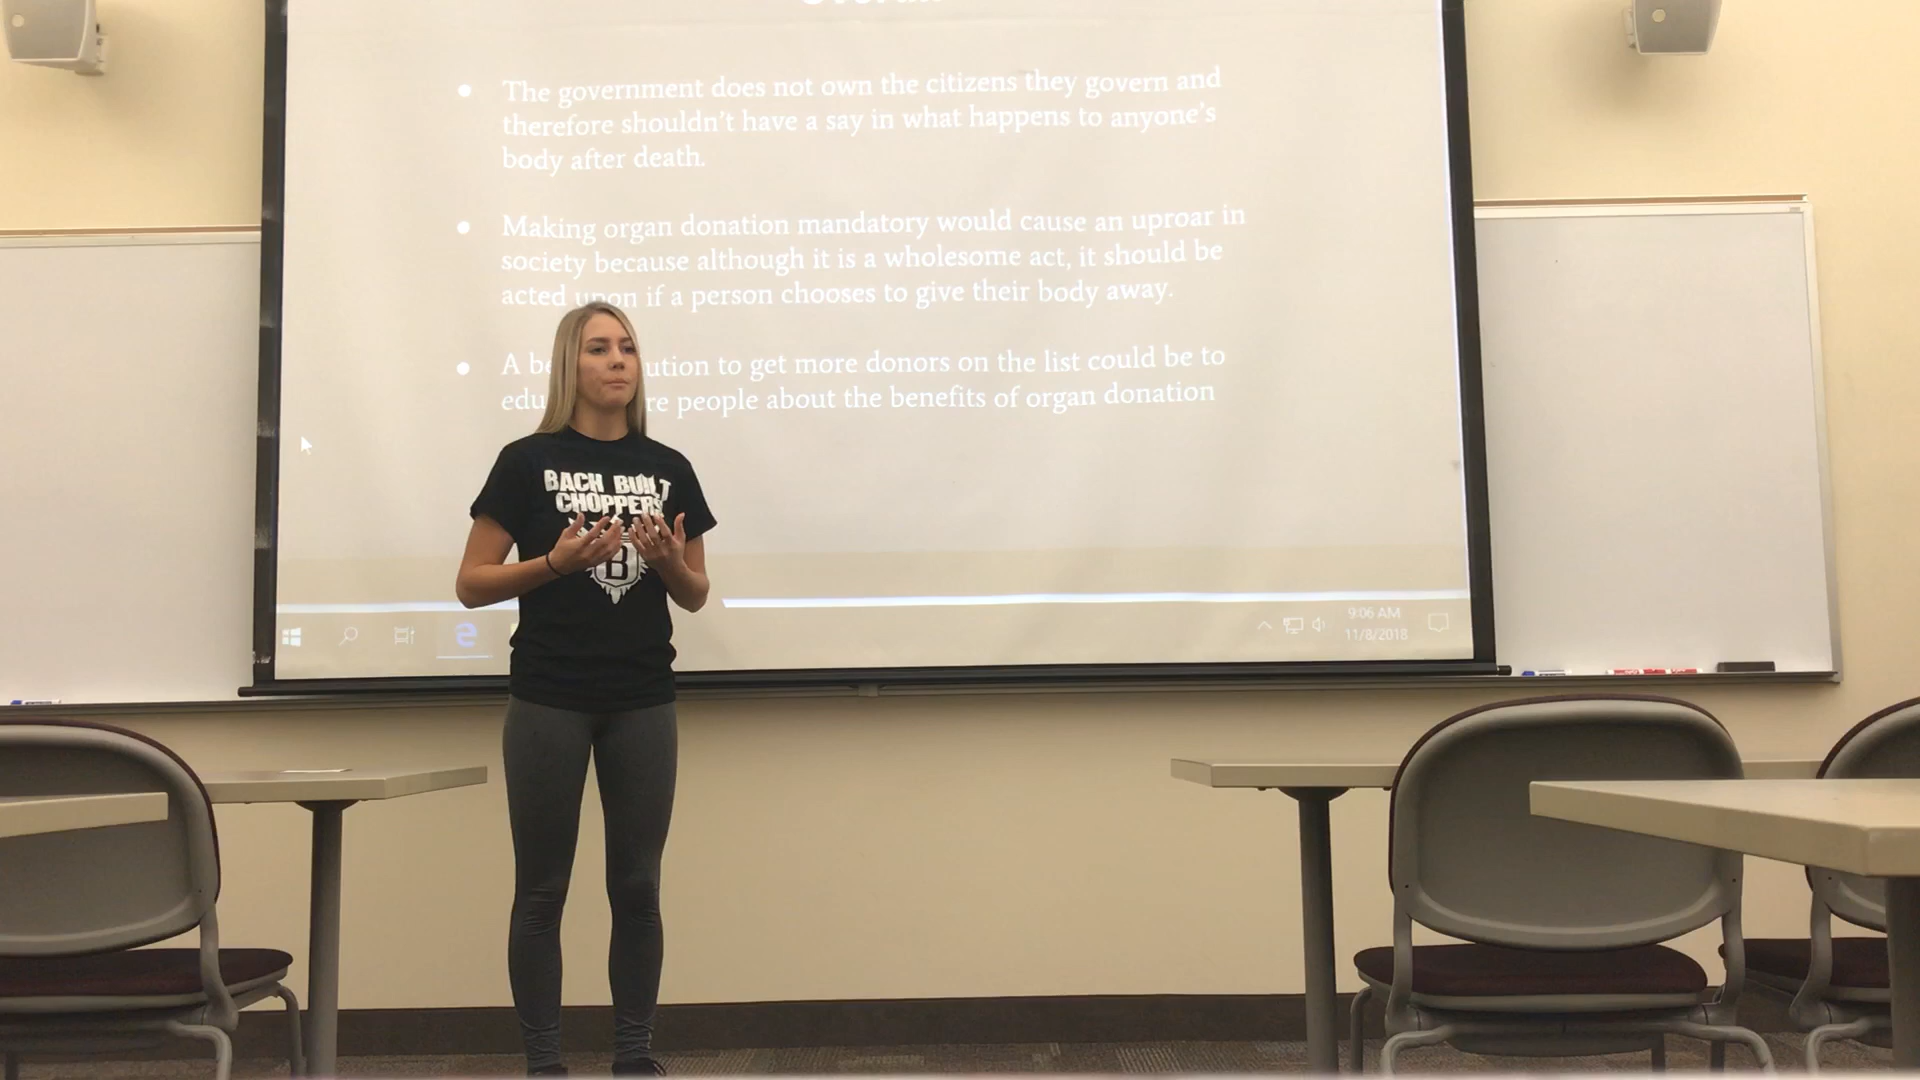 The government does not own the citizens they govern and
therefore shouldn't have a say in what happens to anyone's
body after death.
Making organ donation mandatory would cause an uproar in
society because although it is a wholesome act, it should be
acted upon if a person chooses to give their body away.
A be ution to get more donors on the list could be to
edu re people about the benefits of organ donation
BACH BUILT
CHOPPERS
B
9:06 AM
11/8/2018